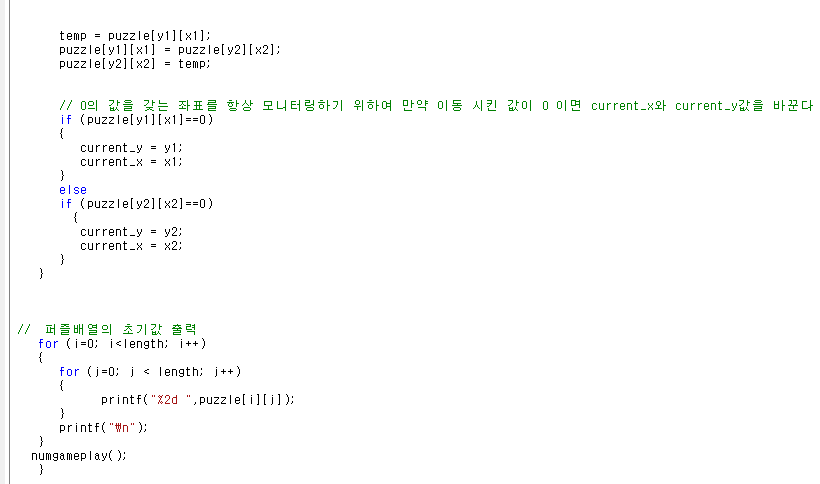 temp = puzzle[y1][x1];
puzzle[y1][x1] = puzzle[y2][x2];
puzzle[y2][x2] = temp;
// 0의 값을 갖는 좌표를 항상 모니터링하기 위하여 만약 이동 시킨 값이 0 이면 current_x와 current_y값을 바꾼다
if (puzzle[y1][x1]==0)
{
current_y = y1;
current_x = x1;
}
else
if (puzzle[y2][x2]==0)
{
current_y = y2;
current_x = x2;
}
}
// 퍼즐배열의 초기값 출력
for (i=0; i<length; i++)
{
for (j=0; j < length; j++)
{
printf("%2d ",puzzle[i][j]);
}
printf("₩n");
}
numgameplay();
}